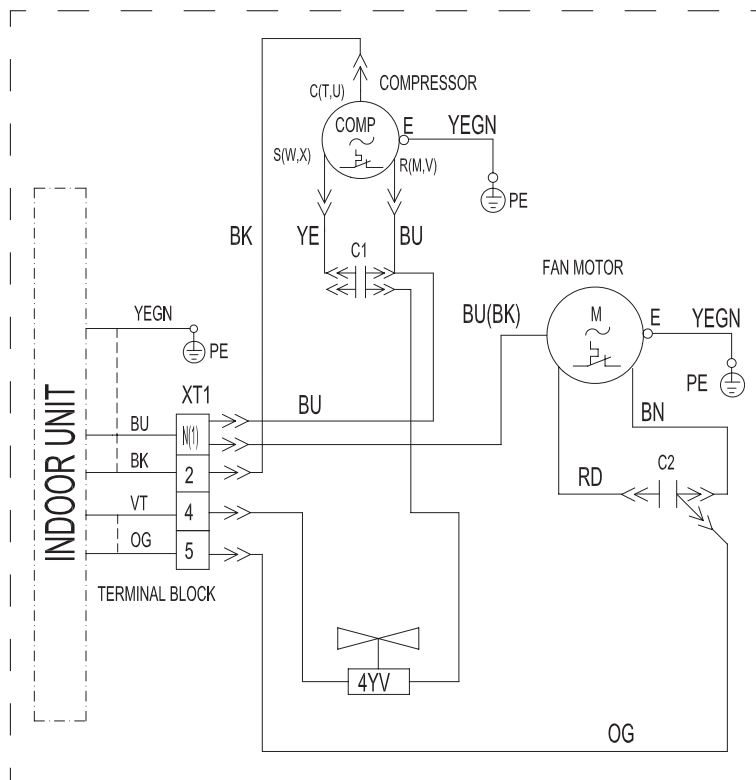 COMPRESSOR
C(T,U)
COMP
E
YEGN
S(W,X)
R(M,V)
PE
BK
YE
C1
BU
FAN MOTOR
BU(BK)
M
E
YEGN
YEGN
PE
PE
XT1
BU
BN
INDOOR UNIT
BU
N(1)
BK
2
RD
C2
VT
4
OG
5
TERMINAL BLOCK
4YV
OG